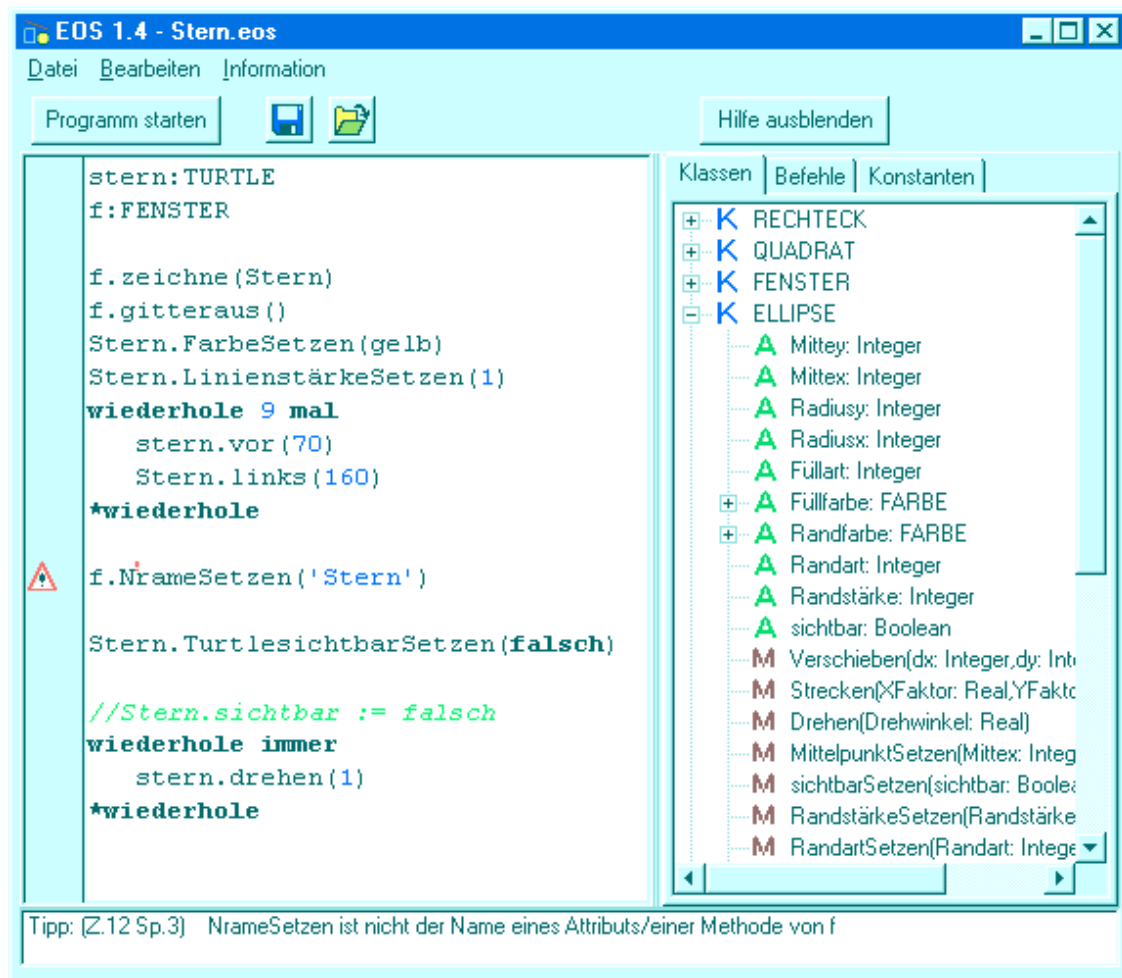 EOS 1.4 - Stern.eos
Datei Bearbeiten Information
Programm starten
Hilfe ausblenden
stern:TURTLE
f:FENSTER
f.zeichne(Stern)
f.gitteraus()
Stern.FarbeSetzen(gelb)
Stern.LinienstärkeSetzen(1)
wiederhole 9 mal
stern.vor(70)
Stern.links(160)
*wiederhole
f.NrameSetzen('Stern')
Stern.TurtlesichtbarSetzen(falsch)
//Stern.sichtbar := falsch
wiederhole immer
stern.drehen(1)
*wiederhole
Klassen Befehle Konstanten
K RECHTECK
K QUADRAT
K FENSTER
K ELLIPSE
A Mittey: Integer
A Mittex: Integer
A Radiusy: Integer
A Radiusx: Integer
A Füllart: Integer
A Füllfarbe: FARBE
A Randfarbe: FARBE
A Randart: Integer
A Randstärke: Integer
A sichtbar: Boolean
M Verschieben(dx: Integer,dy: Int
M Strecken(XFaktor: Real,YFakto
M Drehen(Drehwinkel: Real)
M MittelpunktSetzen(Mittex: Integ
M sichtbarSetzen(sichtbar: Boolea
M RandstärkeSetzen(Randstärke
M RandartSetzen(Randart: Intege
Tipp: (Z.12 Sp.3) NrameSetzen ist nicht der Name eines Attributs/einer Methode von f